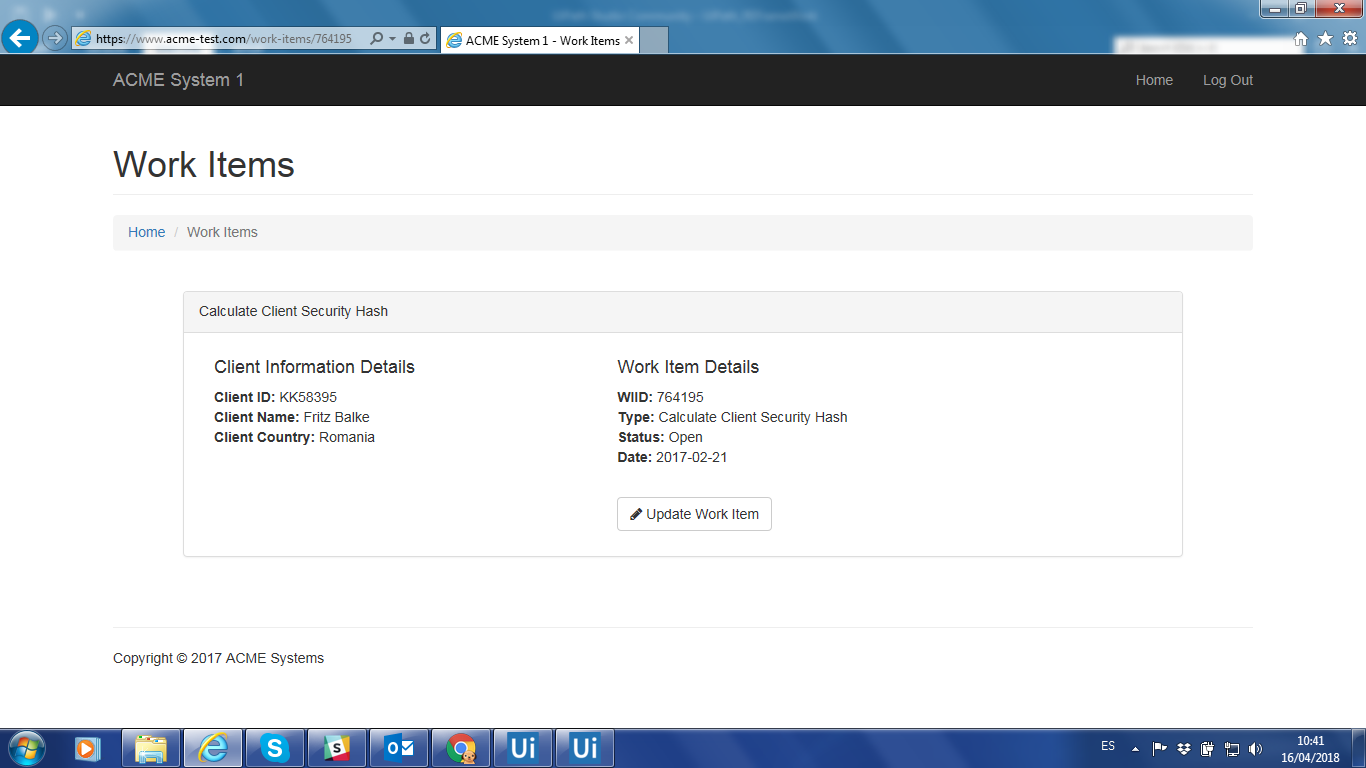 https://www.acme-test.com/work-items/764195
ACME System 1 - Work Items
ACME System 1
Home
Log Out
Work Items
Home / Work Items
Calculate Client Security Hash
Client Information Details
Client ID: KK58395
Client Name: Fritz Balke
Client Country: Romania
Work Item Details
WIID: 764195
Type: Calculate Client Security Hash
Status: Open
Date: 2017-02-21
Update Work Item
Copyright © 2017 ACME Systems
Ui
Ui
ES
10:41
16/04/2018